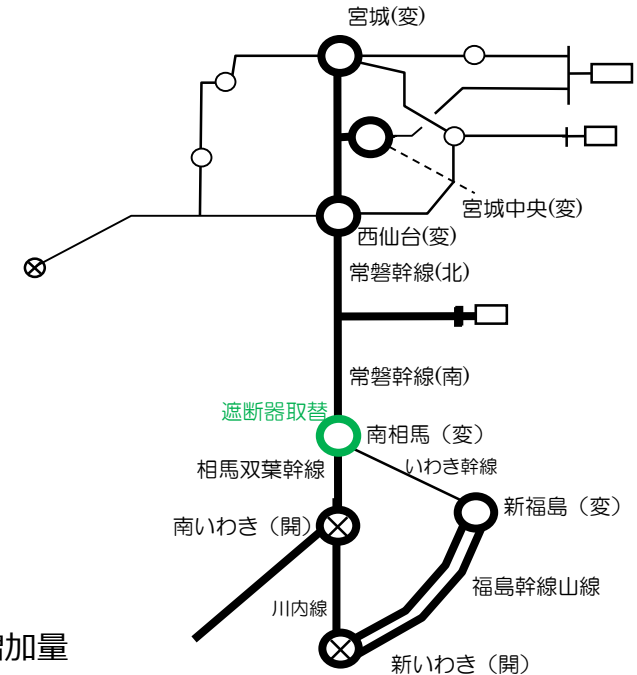 宮城(変)
宮城中央(変)
西仙台(変)
常磐幹線(北)
常磐幹線(南)
遮断器取替
南相馬（変）
いわき幹線
相馬双葉幹線
新福島（変）
南いわき（開）
福島幹線山線
川内線
増加量
新いわき（開）